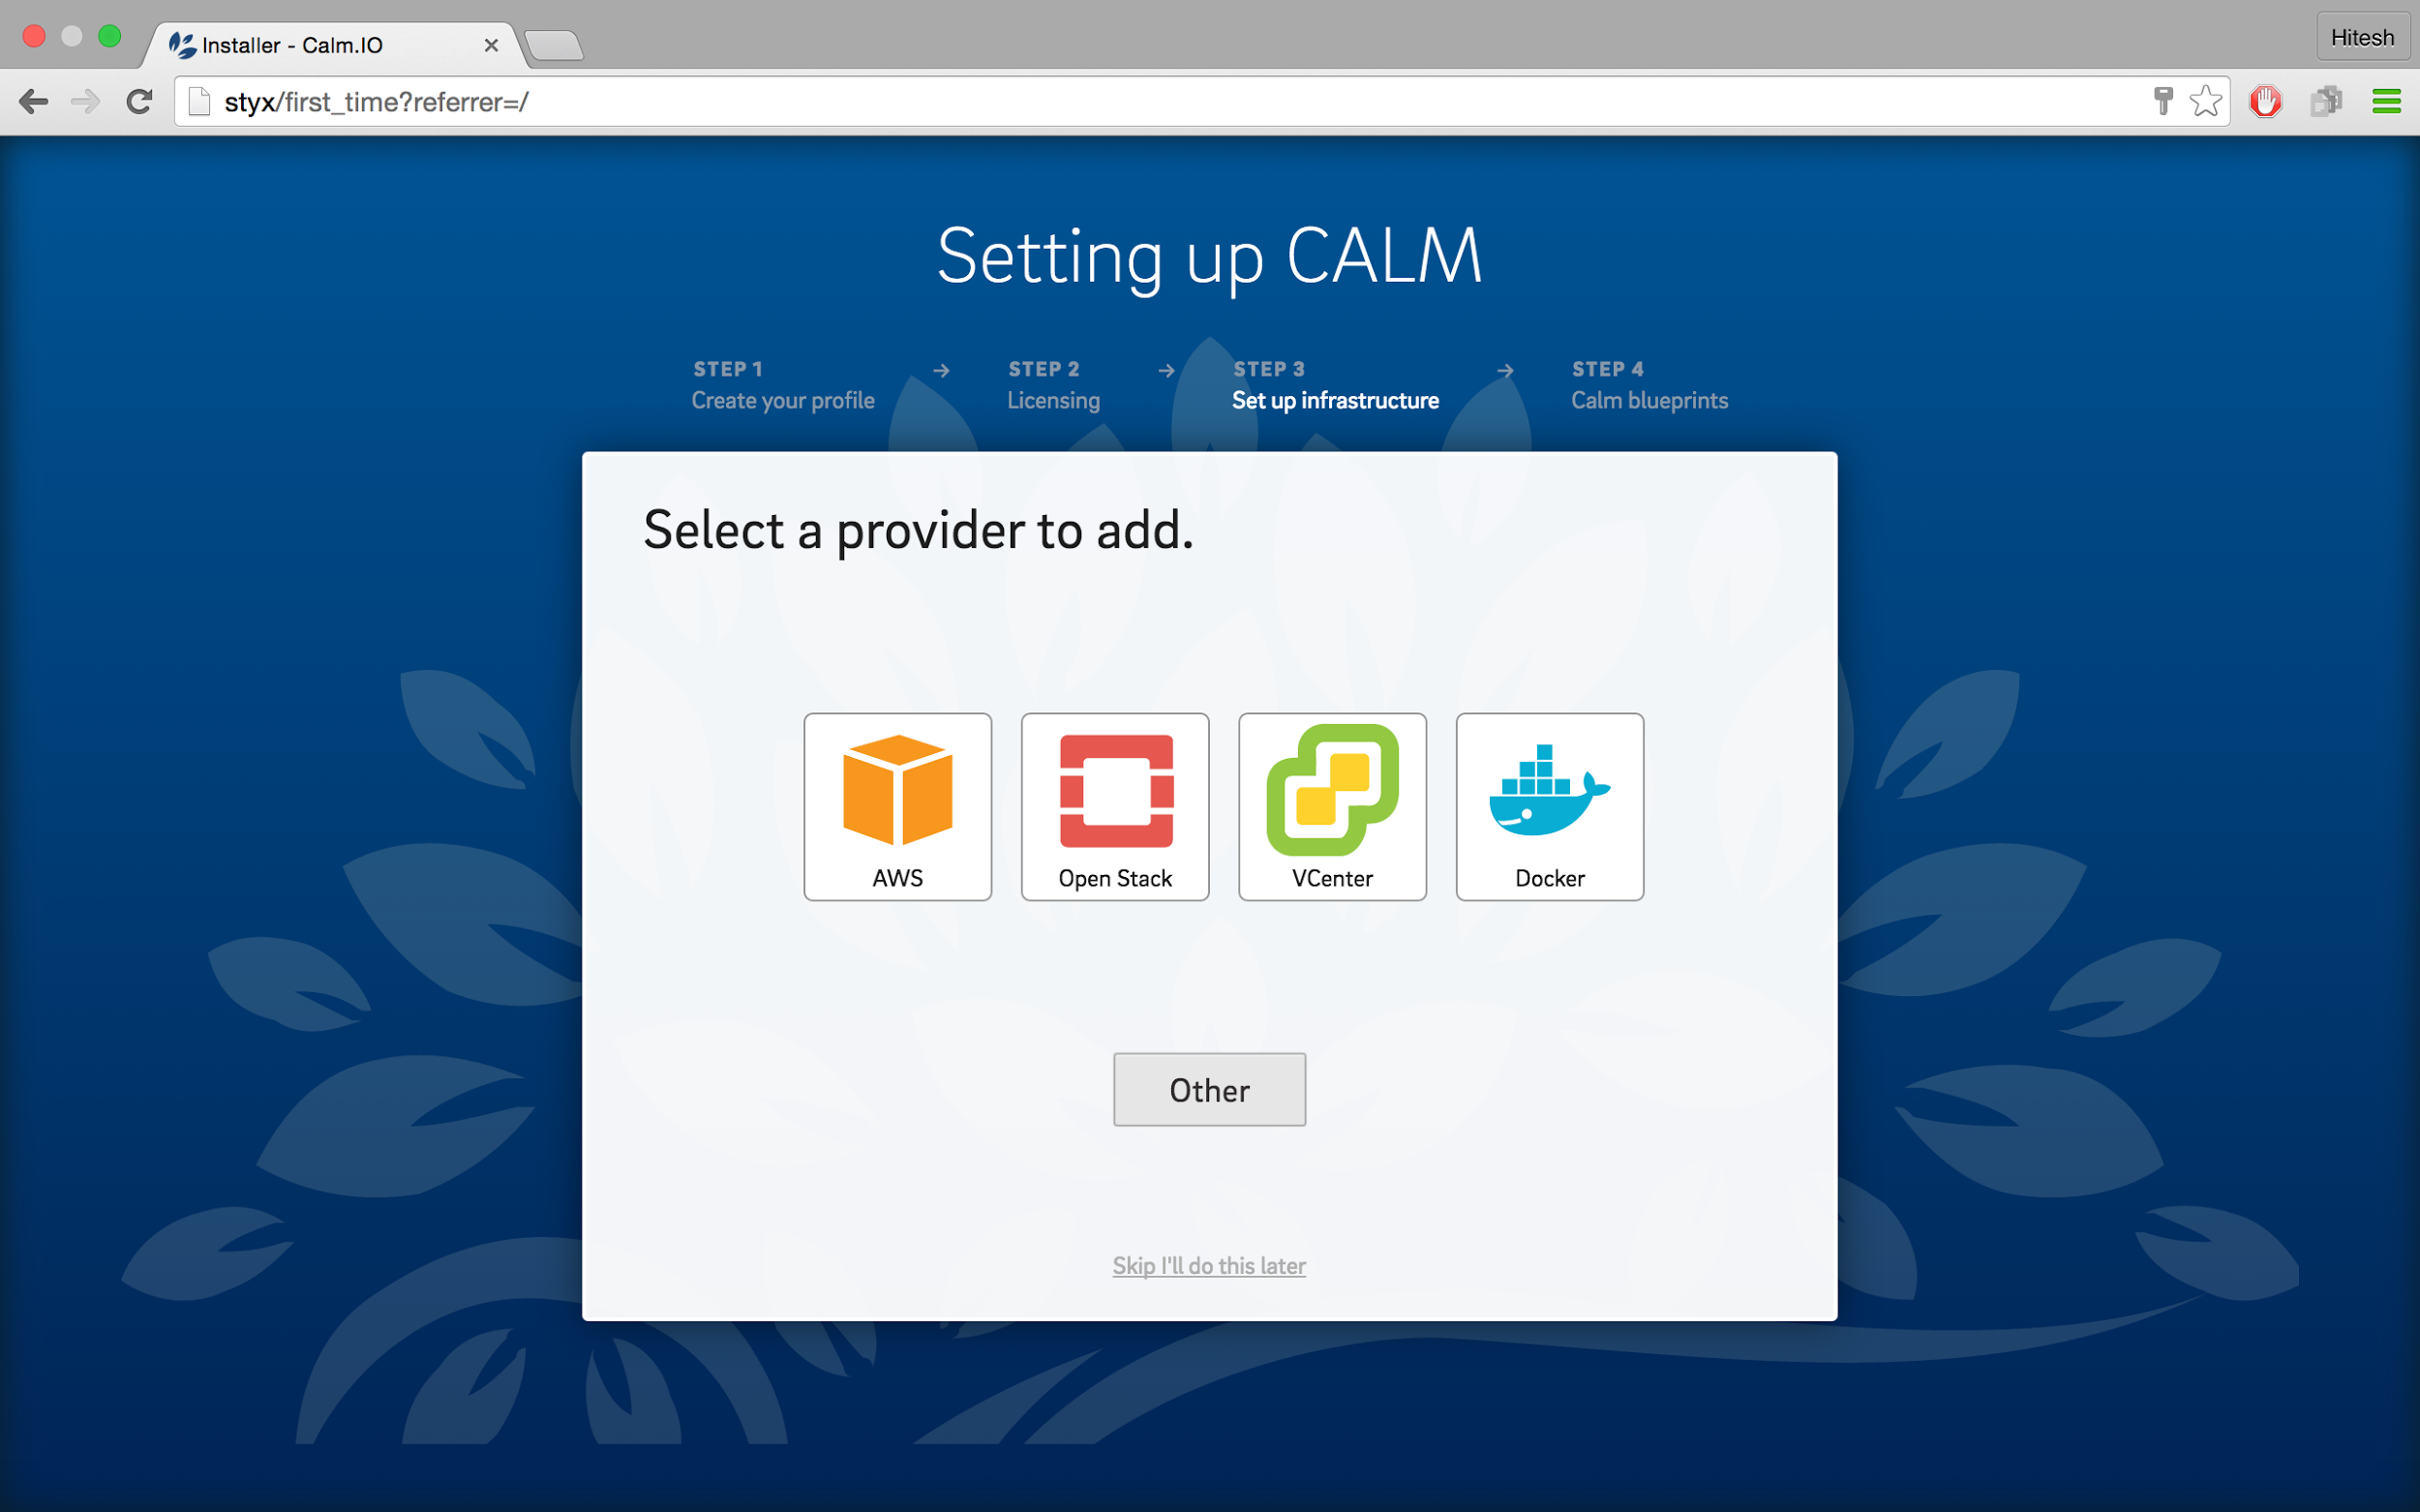 Installer - Calm.IO
Hitesh
styx/first_time?referrer=/
Setting up CALM
STEP 1 → STEP 2 → STEP 3 → STEP 4
Create your profile Licensing Set up infrastructure Calm blueprints
Select a provider to add.
AWS Open Stack VCenter Docker
Other
Skip I'll do this later